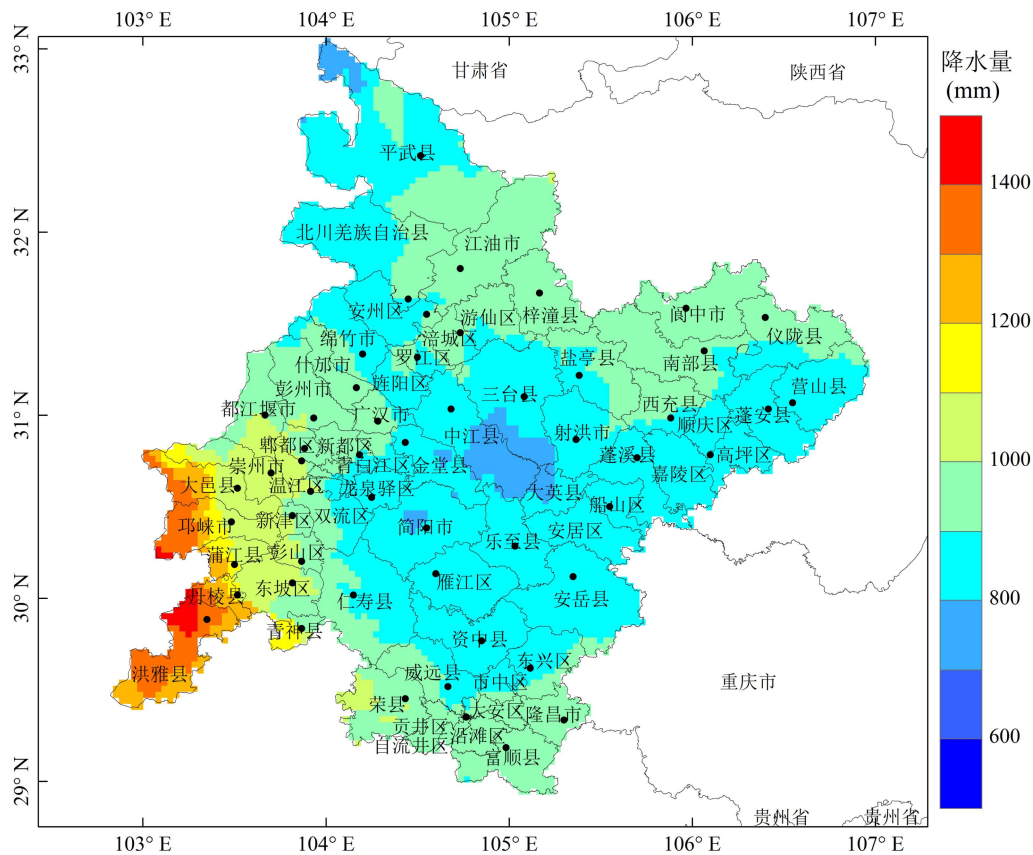 103° E 104° E 105° E 106° E 107° E
33° N
甘肃省
陕西省
降水量
(mm)
1400
平武县
32° N
北川羌族自治县
江油市
1200
安州区
游仙区
梓潼县
阆中市
仪陇县
绵竹市
涪城区
南部县
罗江区
盐亭县
什邡市
旌阳区
营山县
彭州市
三台县
西充县
蓬安县
1000
31° N
都江堰市
广汉市
顺庆区
中江县
射洪市
郫都区
新都区
蓬溪县
高坪区
青白江区
金堂县
崇州市
嘉陵区
大邑县
温江区
龙泉驿区
大英县
船山区
邛崃市
新津区
双流区
简阳市
安居区
乐至县
蒲江县
彭山区
800
30° N
丹棱县
东坡区
仁寿县
雁江区
安岳县
青神县
资中县
洪雅县
威远县
东兴区
市中区
重庆市
荣县
大安区
隆昌市
贡井区
沿滩区
自流井区
富顺县
600
29° N
贵州省
贵州省
103° E 104° E 105° E 106° E 107° E